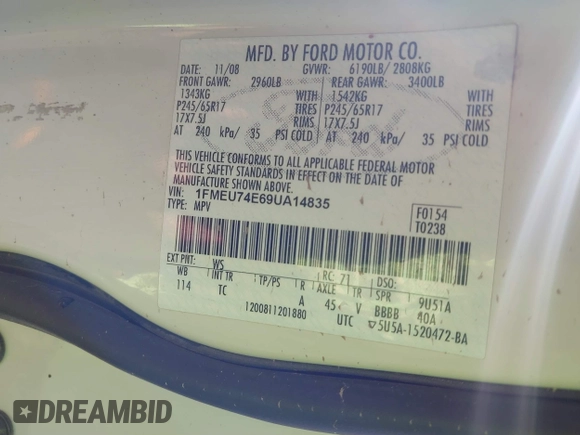 MFD. BY FORD MOTOR CO.
DATE: 11/08 GVWR: 6190LB/ 2808KG
FRONT GAWR: 2960LB REAR GAWR: 3400LB
1343KG WITH 1542KG WITH
P245/65R17 TIRES P245/65R17 TIRES
17X7.5J RIMS 17X7.5J RIMS
AT 240 kPa/ 35 PSI COLD AT 240 kPa/ 35 PSI COLD
THIS VEHICLE CONFORMS TO ALL APPLICABLE FEDERAL MOTOR
VEHICLE SAFETY STANDARDS IN EFFECT ON THE DATE OF
MANUFACTURE SHOWN ABOVE.
VIN: 1FMEU74E69UA14835
TYPE: MPV
F0154
T0238
EXT PNT: WS RC: 71 DSO:
WB INT TR TP/PS R AXLE TR SPR 9U51A
114 TC A 45 V BBBB 40A
1200811201880 UTC ▽5U5A-1520472-BA
DREAMBID